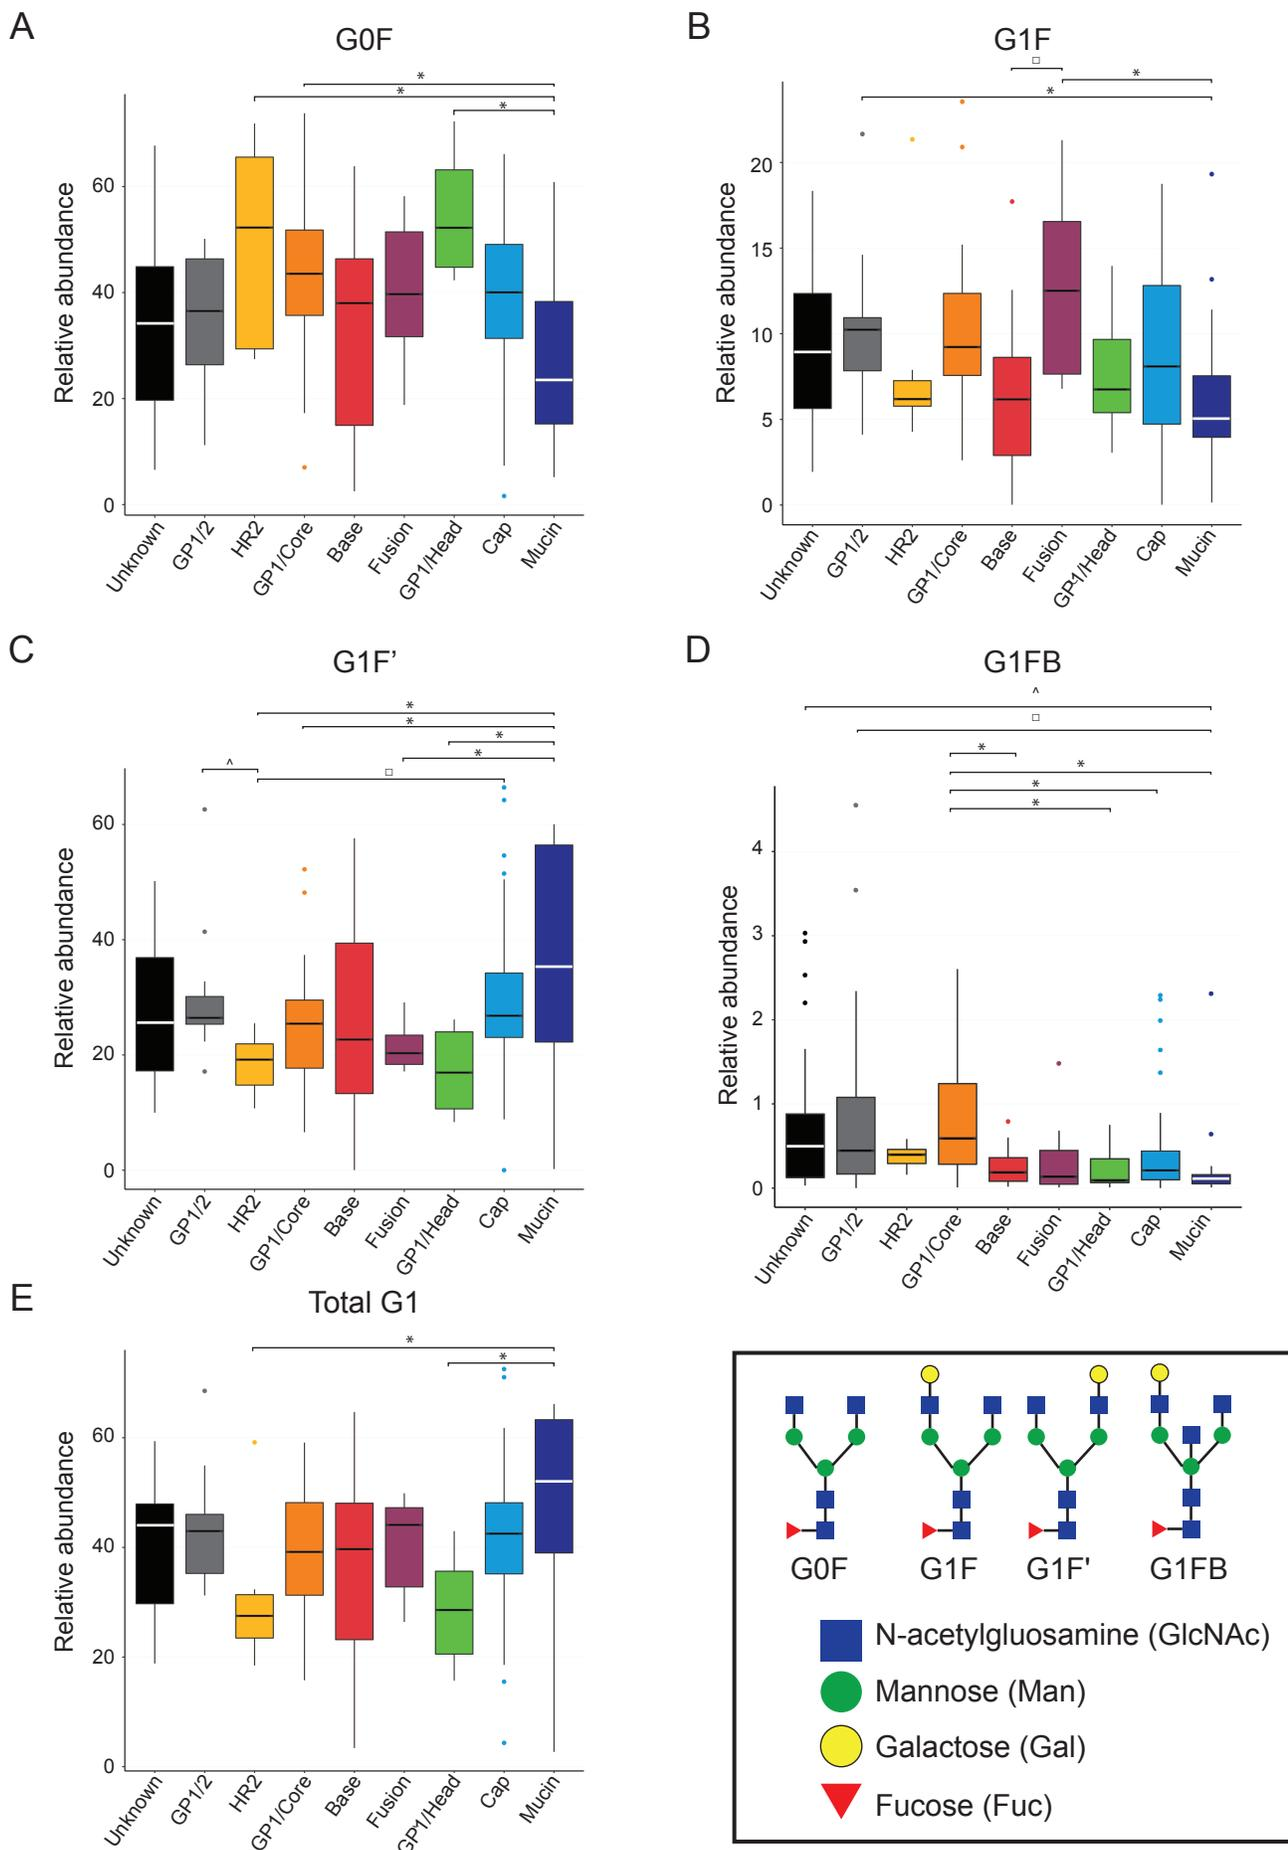 A
G0F
*
*
*
Relative abundance
60
40
20
0
Unknown
GP1/2
HR2
GP1/Core
Base
Fusion
GP1/Head
Cap
Mucin
B
G1F
□
*
*
Relative abundance
20
15
10
5
0
Unknown
GP1/2
HR2
GP1/Core
Base
Fusion
GP1/Head
Cap
Mucin
C
G1F’
*
*
*
*
^
□
Relative abundance
60
40
20
0
Unknown
GP1/2
HR2
GP1/Core
Base
Fusion
GP1/Head
Cap
Mucin
D
G1FB
^
□
*
*
*
*
Relative abundance
4
3
2
1
0
Unknown
GP1/2
HR2
GP1/Core
Base
Fusion
GP1/Head
Cap
Mucin
E
Total G1
*
*
Relative abundance
60
40
20
0
Unknown
GP1/2
HR2
GP1/Core
Base
Fusion
GP1/Head
Cap
Mucin
G0F G1F G1F' G1FB
N-acetylgluosamine (GlcNAc)
Mannose (Man)
Galactose (Gal)
Fucose (Fuc)